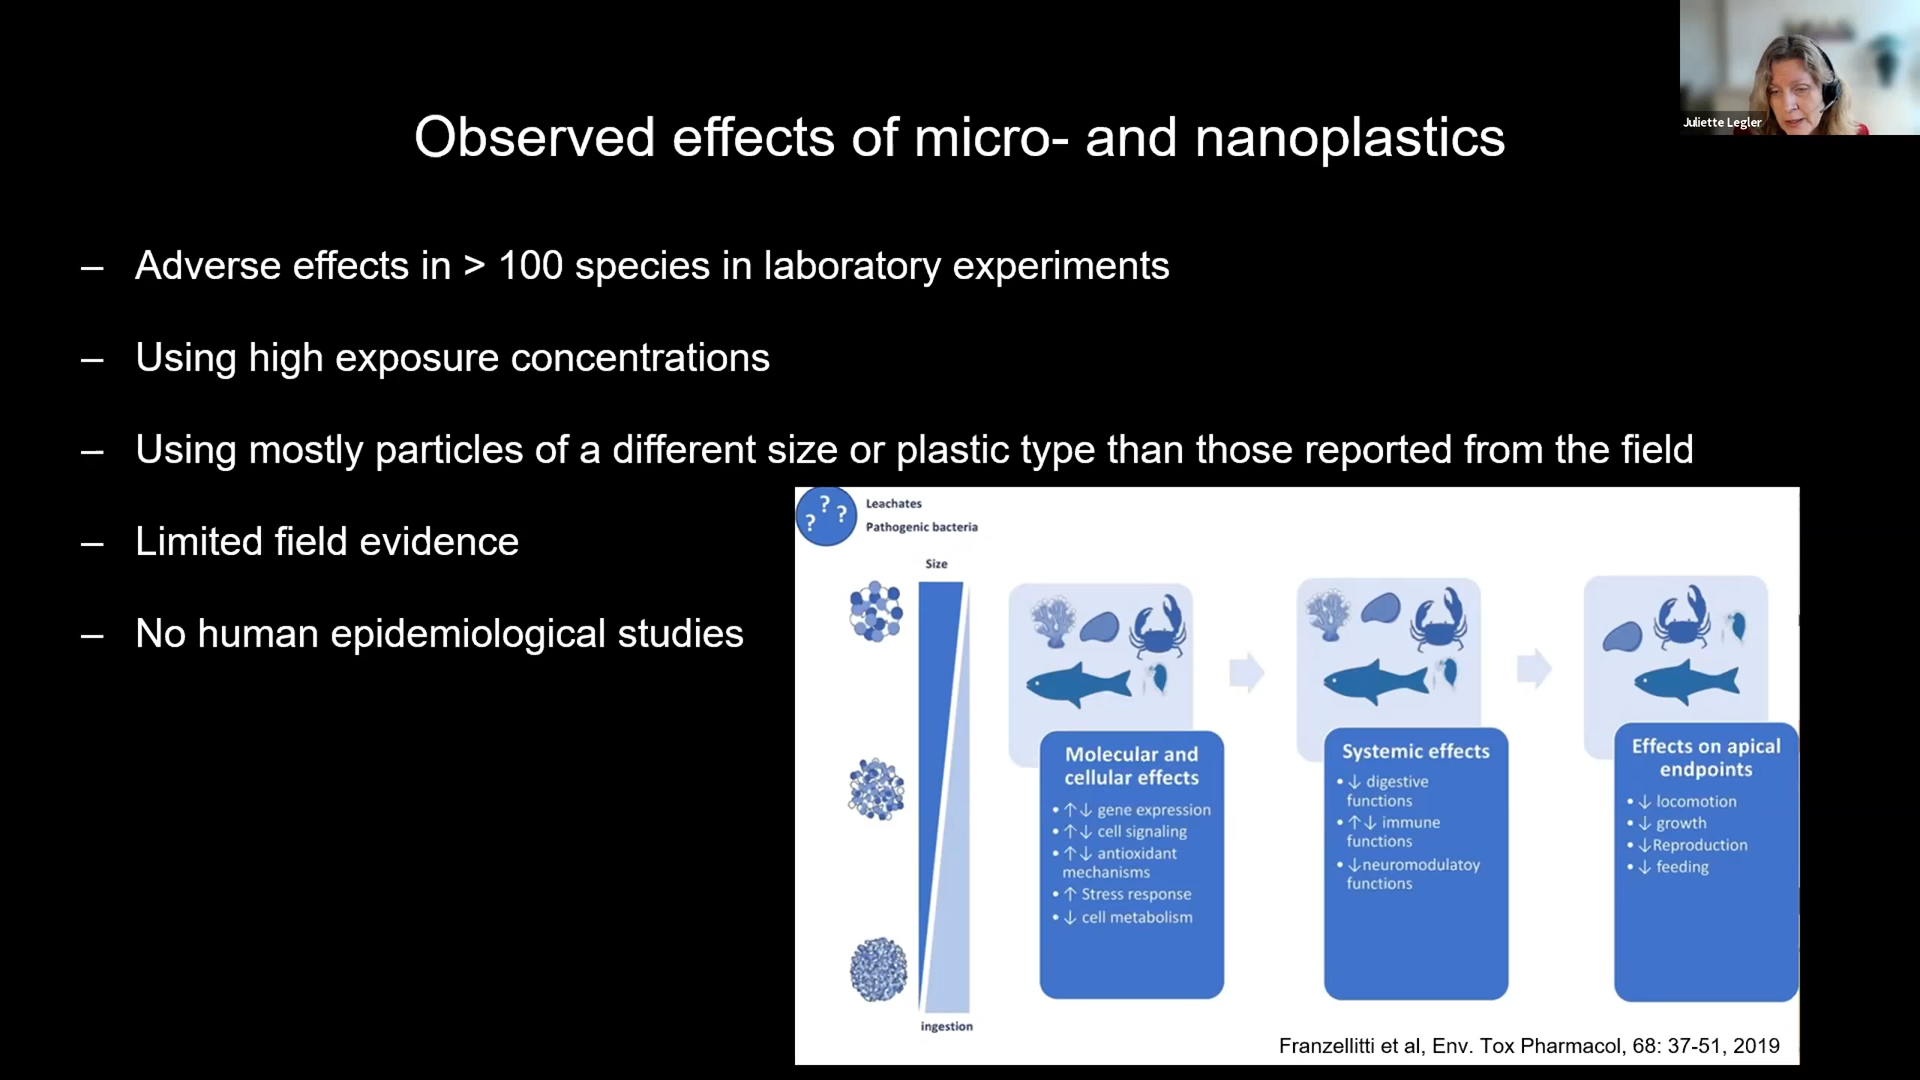 Observed effects of micro- and nanoplastics
Juliette Legler
– Adverse effects in > 100 species in laboratory experiments
– Using high exposure concentrations
– Using mostly particles of a different size or plastic type than those reported from the field
– Limited field evidence
– No human epidemiological studies
? ? ?
Leachates
Pathogenic bacteria
Size
ingestion
Molecular and
cellular effects
• ↑↓ gene expression
• ↑↓ cell signaling
• ↑↓ antioxidant
mechanisms
• ↑ Stress response
• ↓ cell metabolism
Systemic effects
• ↓ digestive
functions
• ↑↓ immune
functions
• ↓neuromodulatoy
functions
Effects on apical
endpoints
• ↓ locomotion
• ↓ growth
• ↓Reproduction
• ↓ feeding
Franzellitti et al, Env. Tox Pharmacol, 68: 37-51, 2019